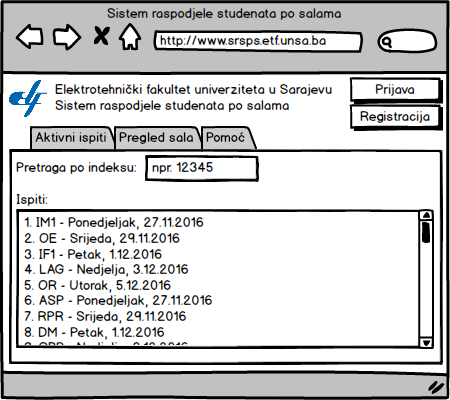 Sistem raspodjele studenata po salama
http://www.srsps.etf.unsa.ba
Elektrotehnički fakultet univerziteta u Sarajevu
Sistem raspodjele studenata po salama
Prijava
Registracija
Aktivni ispiti
Pregled sala
Pomoć
Pretraga po indeksu:
npr. 12345
Ispiti:
1. IM1 - Ponedjeljak, 27.11.2016
2. OE - Srijeda, 29.11.2016
3. IF1 - Petak, 1.12.2016
4. LAG - Nedjelja, 3.12.2016
5. OR - Utorak, 5.12.2016
6. ASP - Ponedjeljak, 27.11.2016
7. RPR - Srijeda, 29.11.2016
8. DM - Petak, 1.12.2016